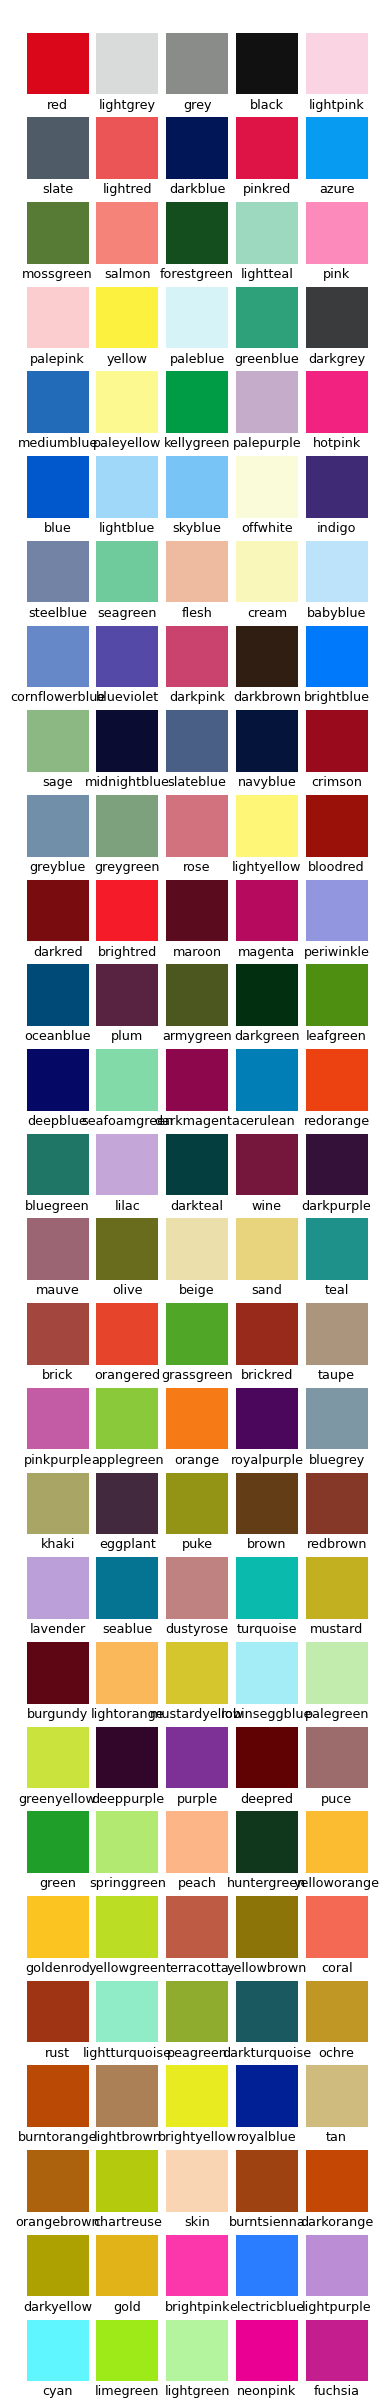 red lightgrey grey black lightpink
slate lightred darkblue pinkred azure
mossgreen salmon forestgreen lightteal pink
palepink yellow paleblue greenblue darkgrey
mediumblue paleyellow kellygreen palepurple hotpink
blue lightblue skyblue offwhite indigo
steelblue seagreen flesh cream babyblue
cornflowerblue blueviolet darkpink darkbrown brightblue
sage midnightblue slateblue navyblue crimson
greyblue greygreen rose lightyellow bloodred
darkred brightred maroon magenta periwinkle
oceanblue plum armygreen darkgreen leafgreen
deepblue seafoamgreen darkmagenta cerulean redorange
bluegreen lilac darkteal wine darkpurple
mauve olive beige sand teal
brick orangered grassgreen brickred taupe
pinkpurple applegreen orange royalpurple bluegrey
khaki eggplant puke brown redbrown
lavender seablue dustyrose turquoise mustard
burgundy lightorange mustardyellow robinseggblue palegreen
greenyellow deeppurple purple deepred puce
green springgreen peach huntergreen yelloworange
goldenrod yellowgreen terracotta yellowbrown coral
rust lightturquoise peagreen darkturquoise ochre
burntorange lightbrown brightyellow royalblue tan
orangebrown chartreuse skin burntsienna darkorange
darkyellow gold brightpink electricblue lightpurple
cyan limegreen lightgreen neonpink fuchsia